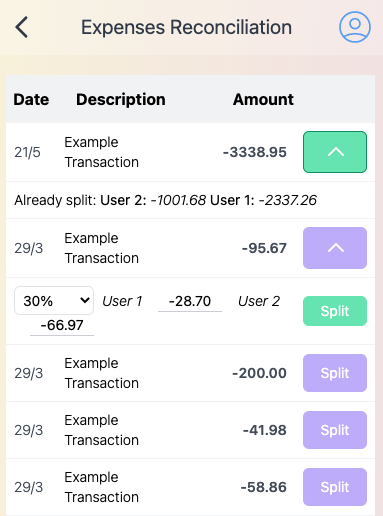 Expenses Reconciliation
Date Description Amount
21/5 Example Transaction -3338.95
Already split: User 2: -1001.68 User 1: -2337.26
29/3 Example Transaction -95.67
30% User 1 -28.70 User 2 Split
-66.97
29/3 Example Transaction -200.00 Split
29/3 Example Transaction -41.98 Split
29/3 Example Transaction -58.86 Split